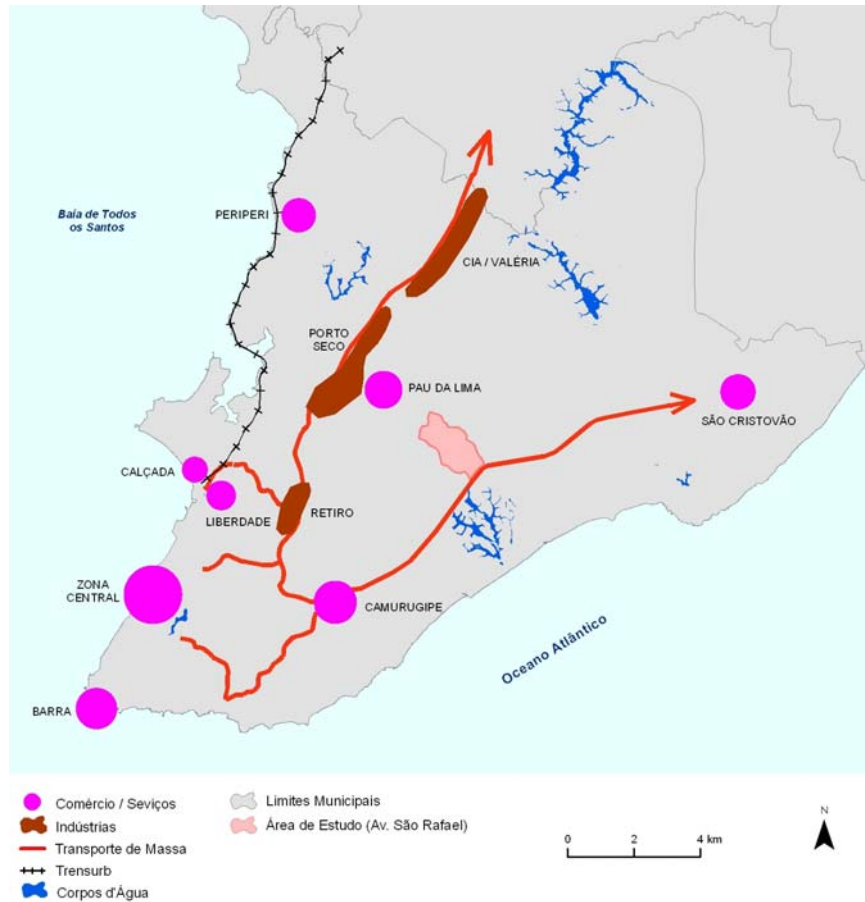 Baía de Todos
os Santos
PERIPERI
CIA / VALÉRIA
PORTO
SECO
PAU DA LIMA
SÃO CRISTOVÃO
CALÇADA
LIBERDADE
RETIRO
ZONA
CENTRAL
CAMURUGIPE
Oceano Atlântico
BARRA
Comércio / Seviços
Indústrias
Transporte de Massa
Trensurb
Corpos d'Água
Limites Municipais
Área de Estudo (Av. São Rafael)
0 2 4 km
N